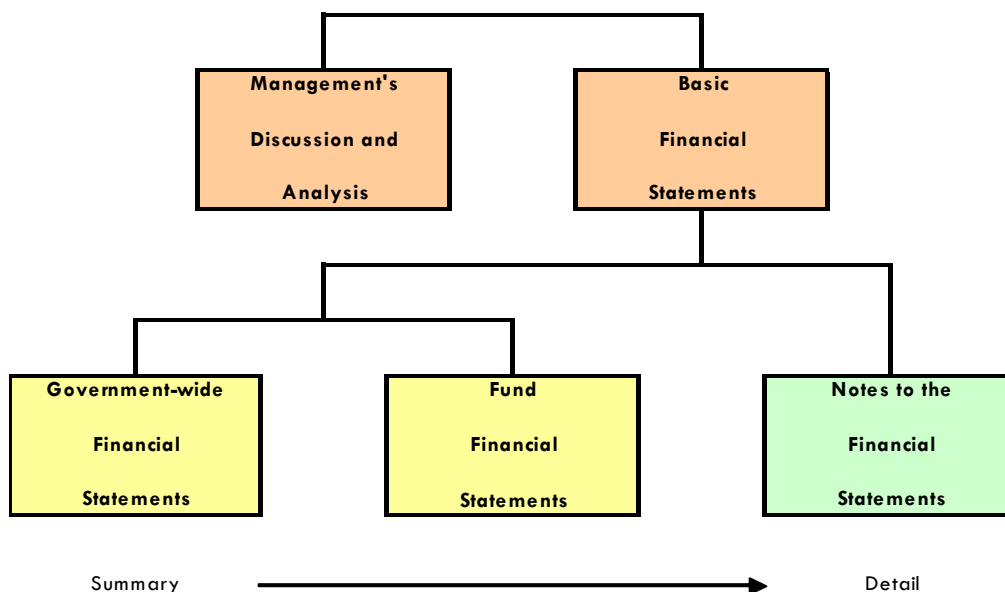 Management's
Discussion and
Analysis
Basic
Financial
Statements
Government-wide
Financial
Statements
Fund
Financial
Statements
Notes to the
Financial
Statements
Summary
Detail